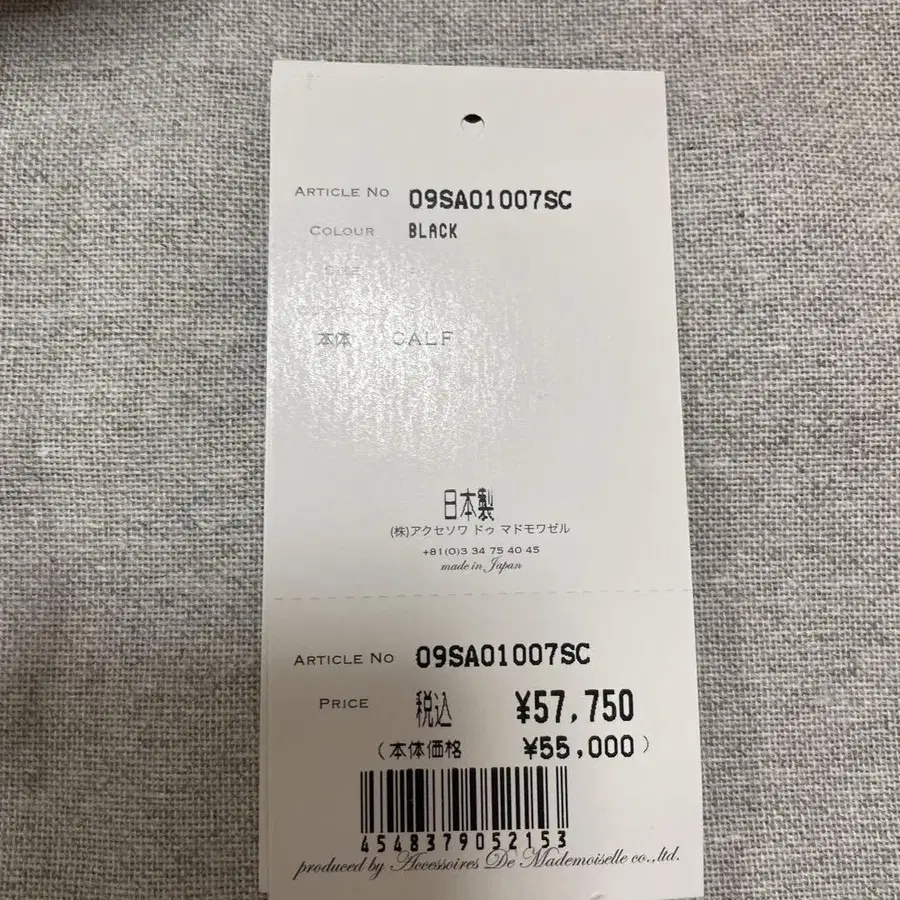 ARTICLE NO 09SA01007SC
COLOUR BLACK
本体 CALF
日本製
(株)アクセソワ ドゥ マドモワゼル
+81(0)3 34 75 40 45
made in Japan
ARTICLE NO 09SA01007SC
PRICE 税込 ¥57,750
(本体価格 ¥55,000)
4548379052153
produced by Accessoires De Mademoiselle co.,ltd.